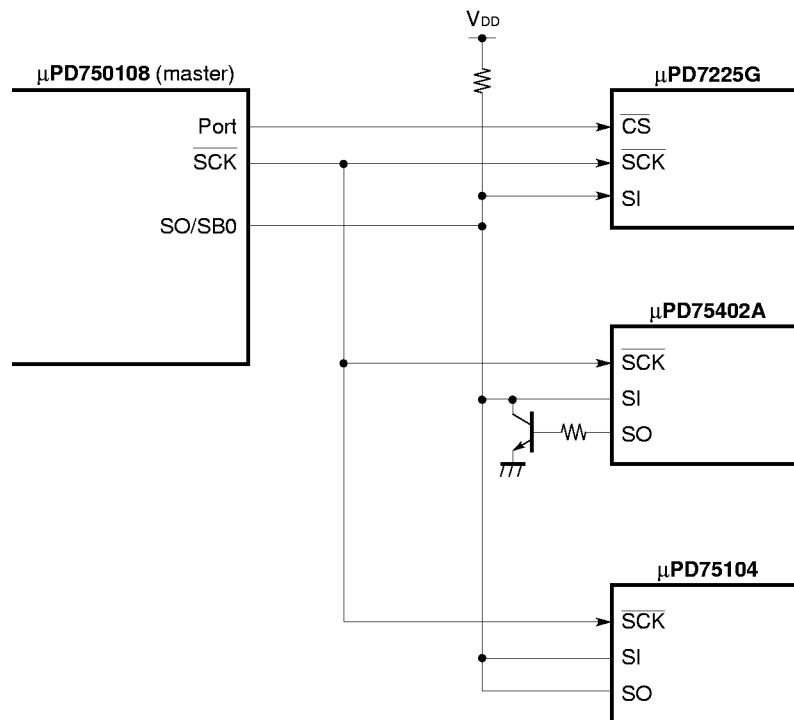 VDD
μPD750108 (master)
Port
SCK
SO/SB0
μPD7225G
CS
SCK
SI
μPD75402A
SCK
SI
SO
μPD75104
SCK
SI
SO